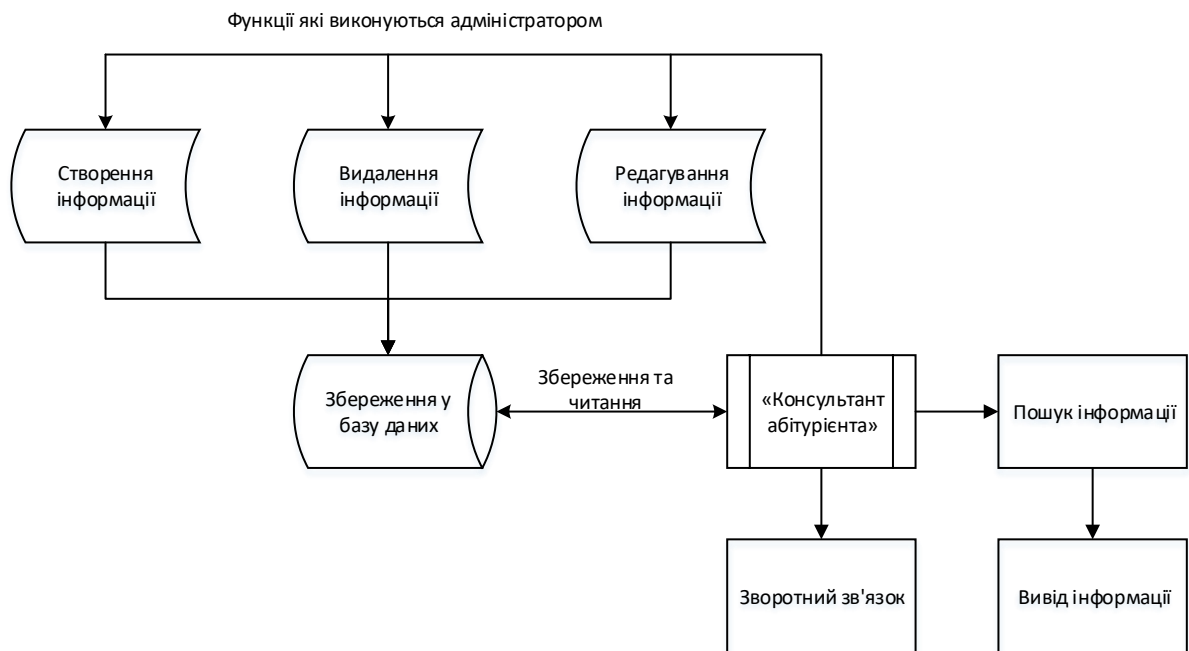 Функції які виконуються адміністратором
Створення
інформації
Видалення
інформації
Редагування
інформації
Збереження у
базу даних
Збереження та
читання
«Консультант
абітурієнта»
Пошук інформації
Зворотний зв'язок
Вивід інформації